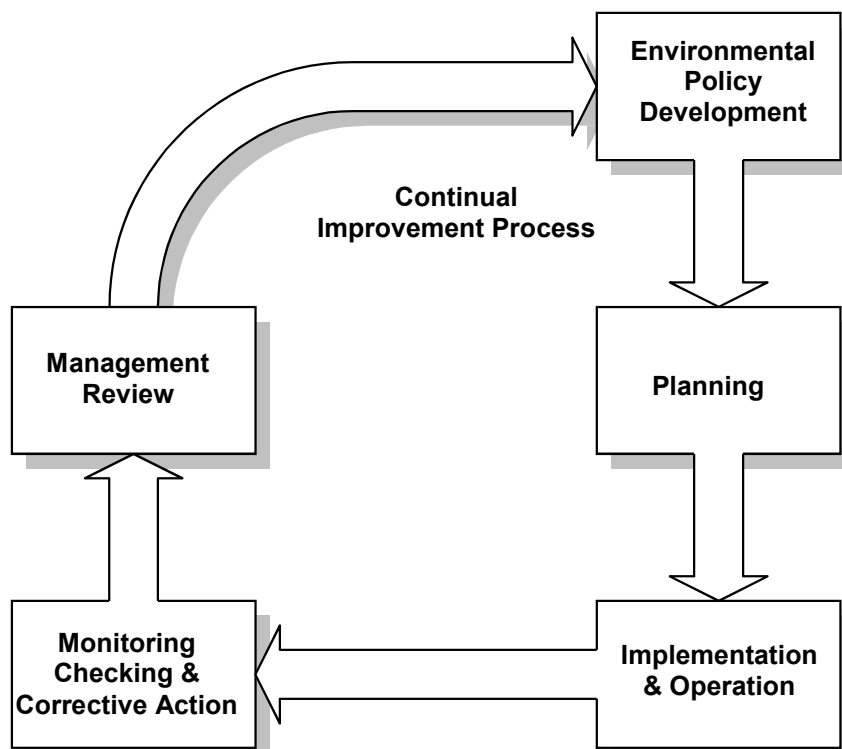 Environmental
Policy
Development
Continual
Improvement Process
Management
Review
Planning
Monitoring
Checking &
Corrective Action
Implementation
& Operation